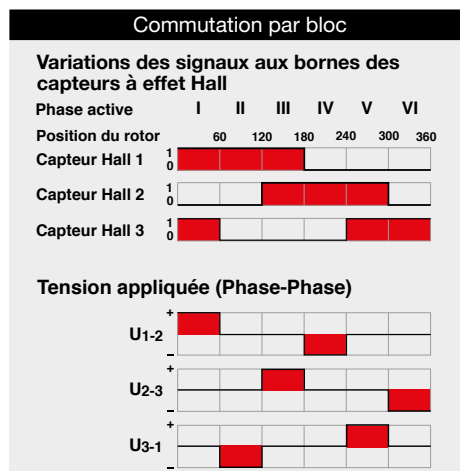 Commutation par bloc
Variations des signaux aux bornes des
capteurs à effet Hall
Phase active I II III IV V VI
Position du rotor 60 120 180 240 300 360
Capteur Hall 1 1 0
Capteur Hall 2 1 0
Capteur Hall 3 1 0
Tension appliquée (Phase-Phase)
U1-2 + –
U2-3 + –
U3-1 + –